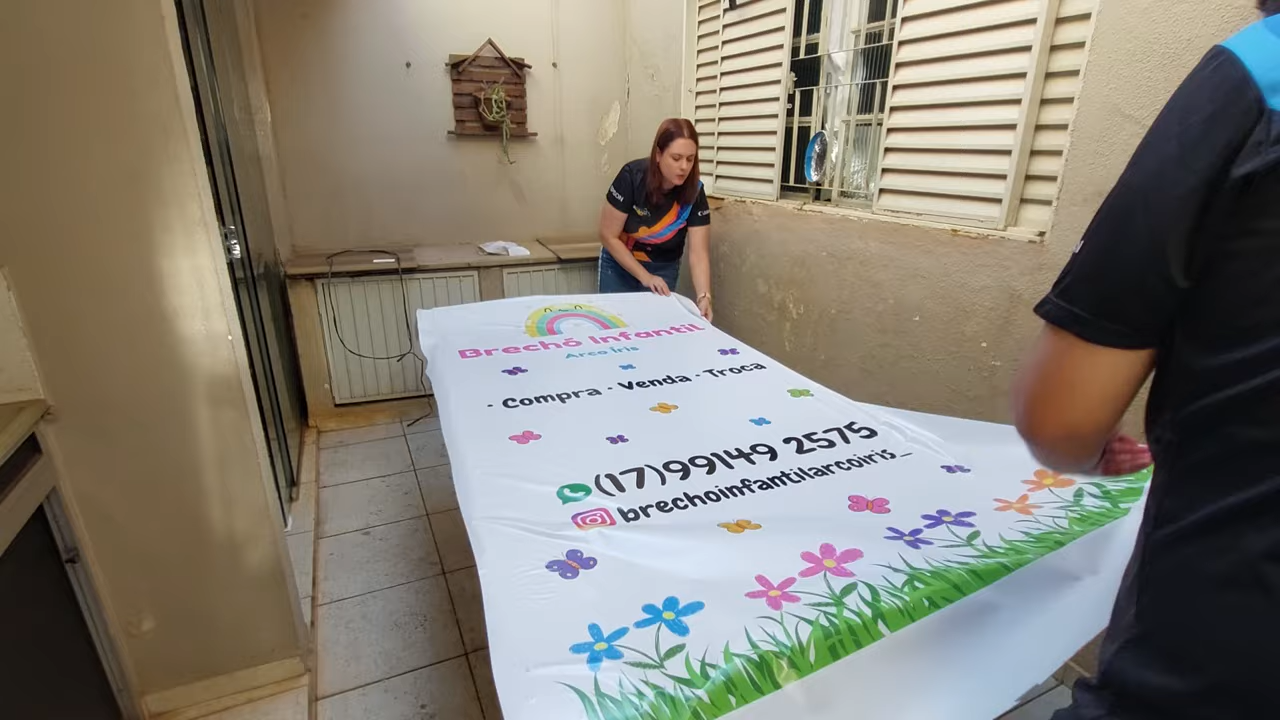 Brechó Infantil
Arco Íris
· Compra · Venda · Troca
(17)99149 2575
brechoinfantilarcoiris_